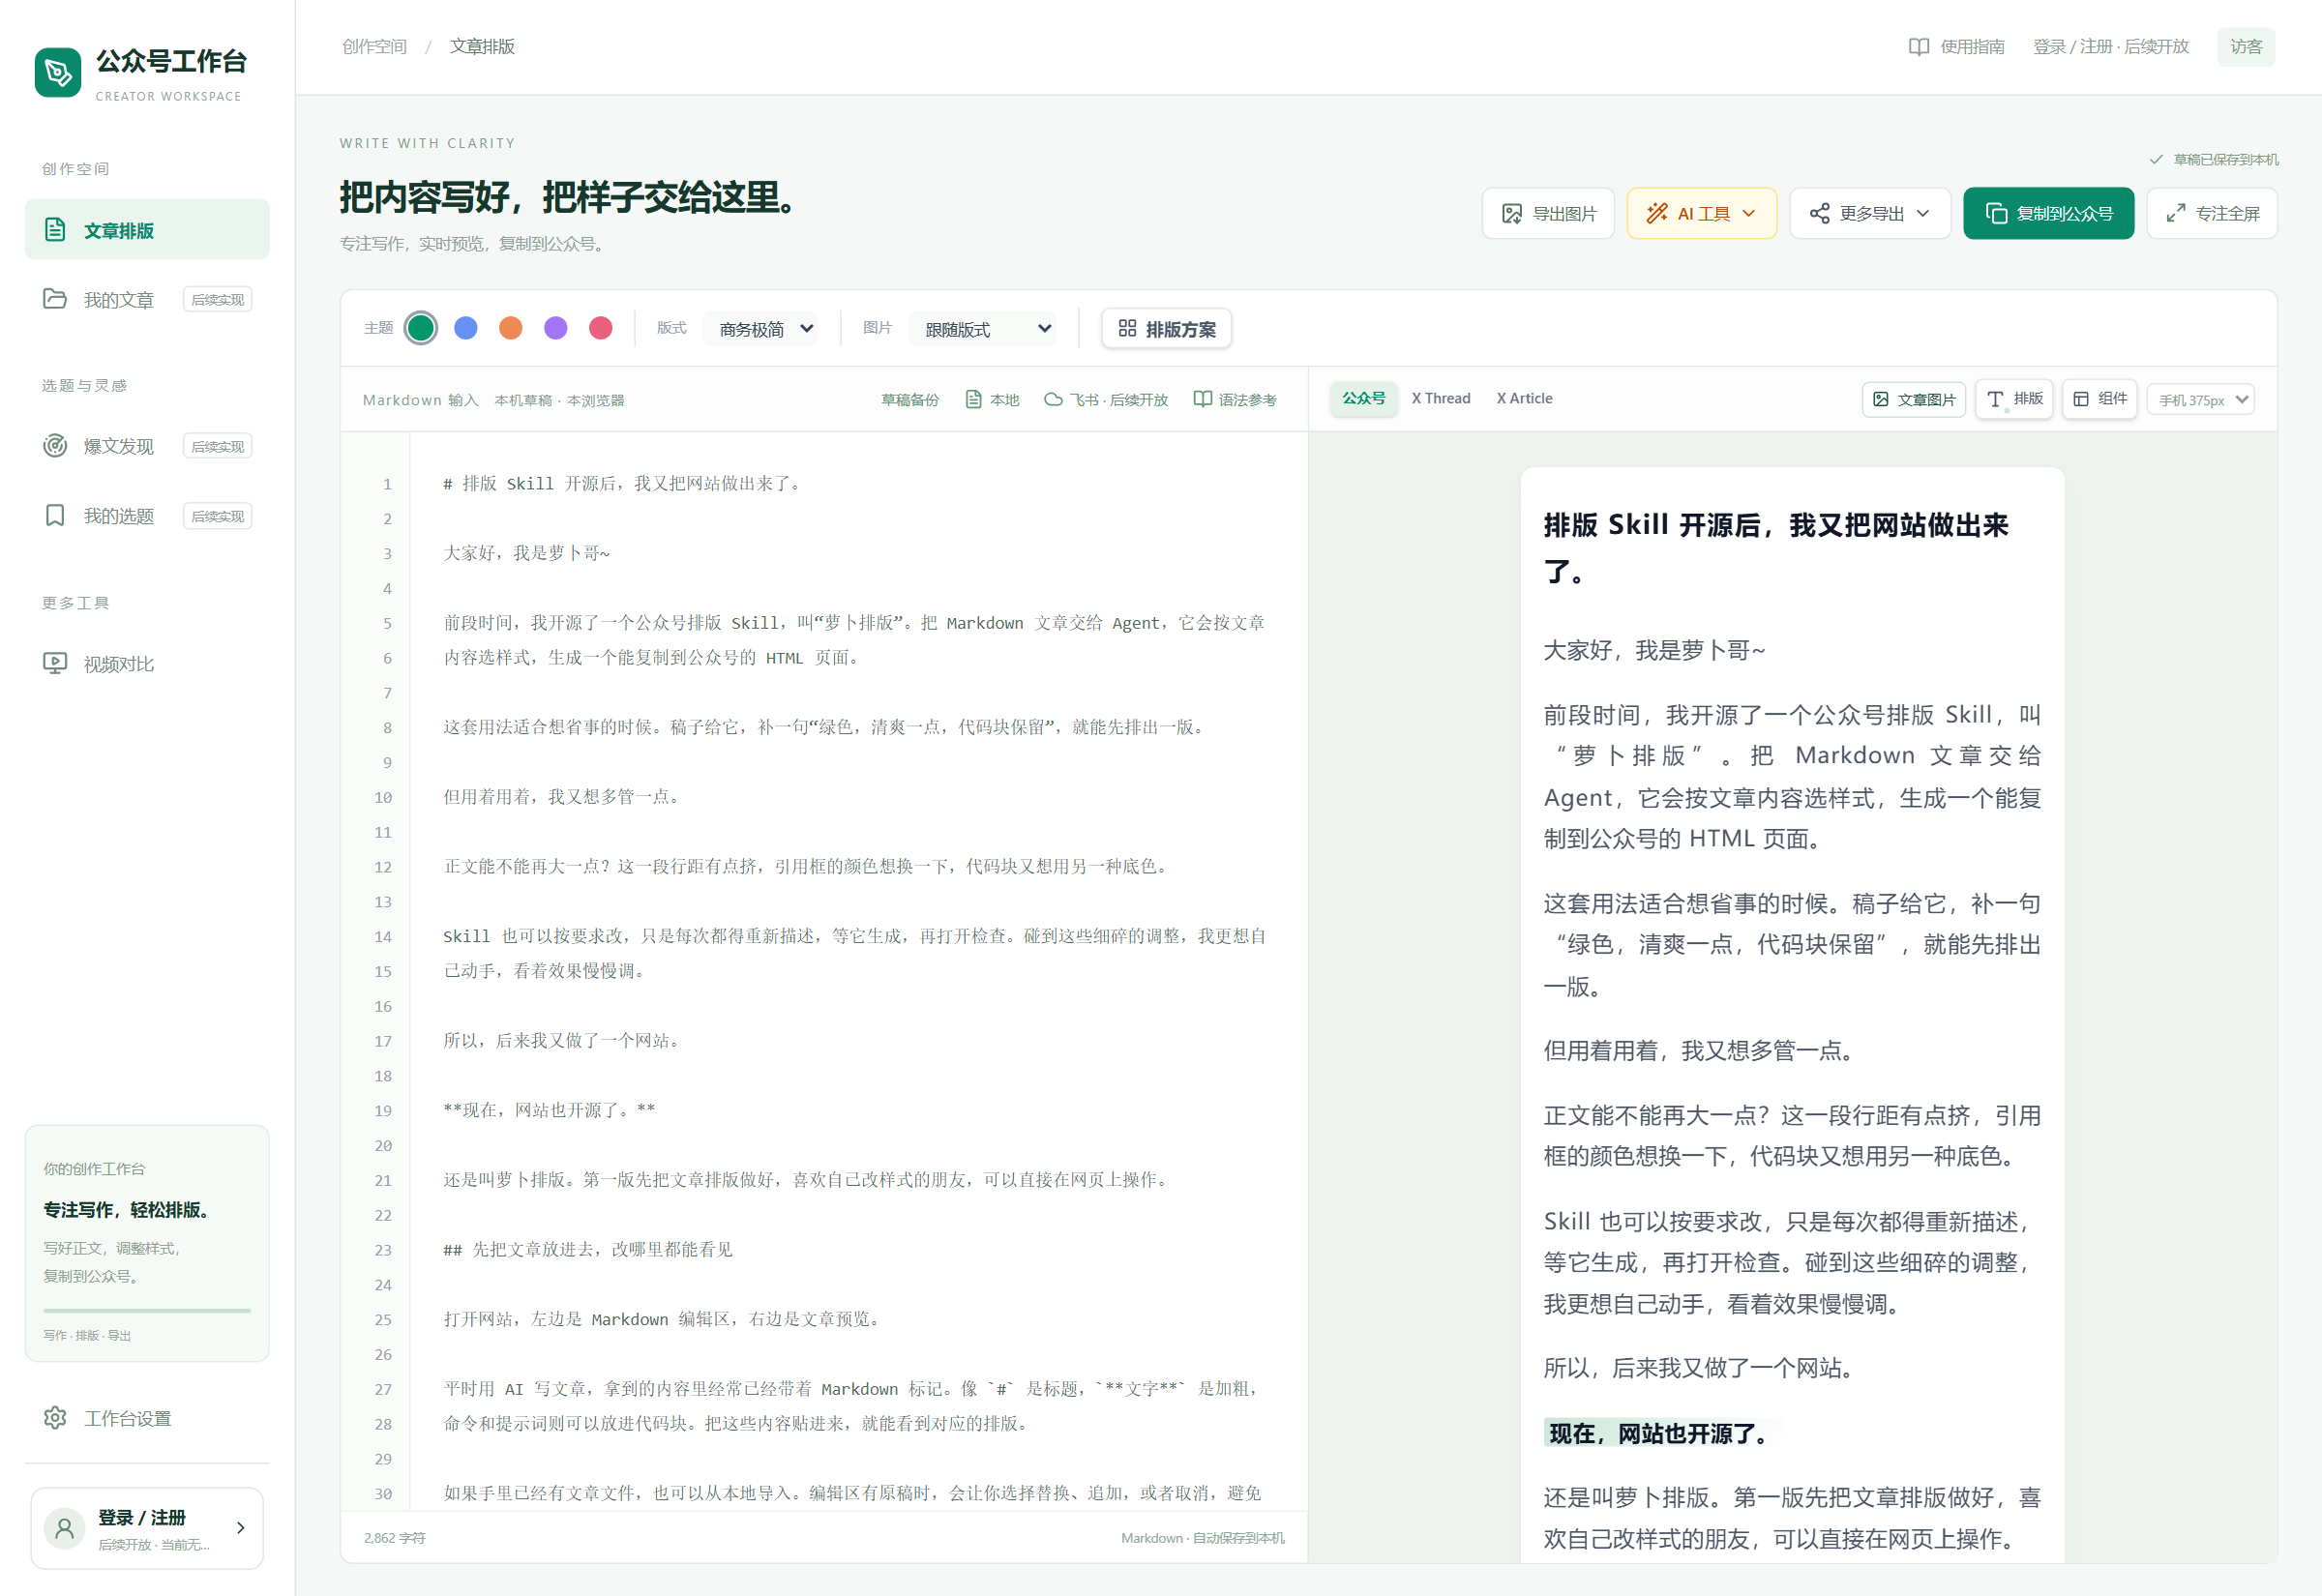 公众号工作台
CREATOR WORKSPACE
创作空间
文章排版
我的文章 后续实现
选题与灵感
爆文发现 后续实现
我的选题 后续实现
更多工具
视频对比
你的创作工作台
专注写作，轻松排版。
写好正文，调整样式，
复制到公众号。
写作 · 排版 · 导出
工作台设置
登录 / 注册
后续开放 · 当前无...
创作空间 / 文章排版
使用指南 登录 / 注册 · 后续开放 访客
WRITE WITH CLARITY
把内容写好，把样子交给这里。
专注写作，实时预览，复制到公众号。
草稿已保存到本机
导出图片 AI 工具 更多导出 复制到公众号 专注全屏
主题 版式 商务极简 图片 跟随版式 排版方案
Markdown 输入 本机草稿 · 本浏览器 草稿备份 本地 飞书 · 后续开放 语法参考
1 # 排版 Skill 开源后，我又把网站做出来了。
2
3 大家好，我是萝卜哥~
4
5 前段时间，我开源了一个公众号排版 Skill，叫“萝卜排版”。把 Markdown 文章交给 Agent，它会按文章
6 内容选样式，生成一个能复制到公众号的 HTML 页面。
7
8 这套用法适合想省事的时候。稿子给它，补一句“绿色，清爽一点，代码块保留”，就能先排出一版。
9
10 但用着用着，我又想多管一点。
11
12 正文能不能再大一点？这一段行距有点挤，引用框的颜色想换一下，代码块又想用另一种底色。
13
14 Skill 也可以按要求改，只是每次都得重新描述，等它生成，再打开检查。碰到这些细碎的调整，我更想自
15 己动手，看着效果慢慢调。
16
17 所以，后来我又做了一个网站。
18
19 **现在，网站也开源了。**
20
21 还是叫萝卜排版。第一版先把文章排版做好，喜欢自己改样式的朋友，可以直接在网页上操作。
22
23 ## 先把文章放进去，改哪里都能看见
24
25 打开网站，左边是 Markdown 编辑区，右边是文章预览。
26
27 平时用 AI 写文章，拿到的内容里经常已经带着 Markdown 标记。像 `#` 是标题，`**文字**` 是加粗，
28 命令和提示词则可以放进代码块。把这些内容贴进来，就能看到对应的排版。
29
30 如果手里已经有文章文件，也可以从本地导入。编辑区有原稿时，会让你选择替换、追加，或者取消，避免
2,862 字符 Markdown · 自动保存到本机
公众号 X Thread X Article 文章图片 排版 组件 手机 375px
排版 Skill 开源后，我又把网站做出来
了。
大家好，我是萝卜哥~
前段时间，我开源了一个公众号排版 Skill，叫
“萝卜排版”。把 Markdown 文章交给
Agent，它会按文章内容选样式，生成一个能复
制到公众号的 HTML 页面。
这套用法适合想省事的时候。稿子给它，补一句
“绿色，清爽一点，代码块保留”，就能先排出
一版。
但用着用着，我又想多管一点。
正文能不能再大一点？这一段行距有点挤，引用
框的颜色想换一下，代码块又想用另一种底色。
Skill 也可以按要求改，只是每次都得重新描述，
等它生成，再打开检查。碰到这些细碎的调整，
我更想自己动手，看着效果慢慢调。
所以，后来我又做了一个网站。
现在，网站也开源了。
还是叫萝卜排版。第一版先把文章排版做好，喜
欢自己改样式的朋友，可以直接在网页上操作。